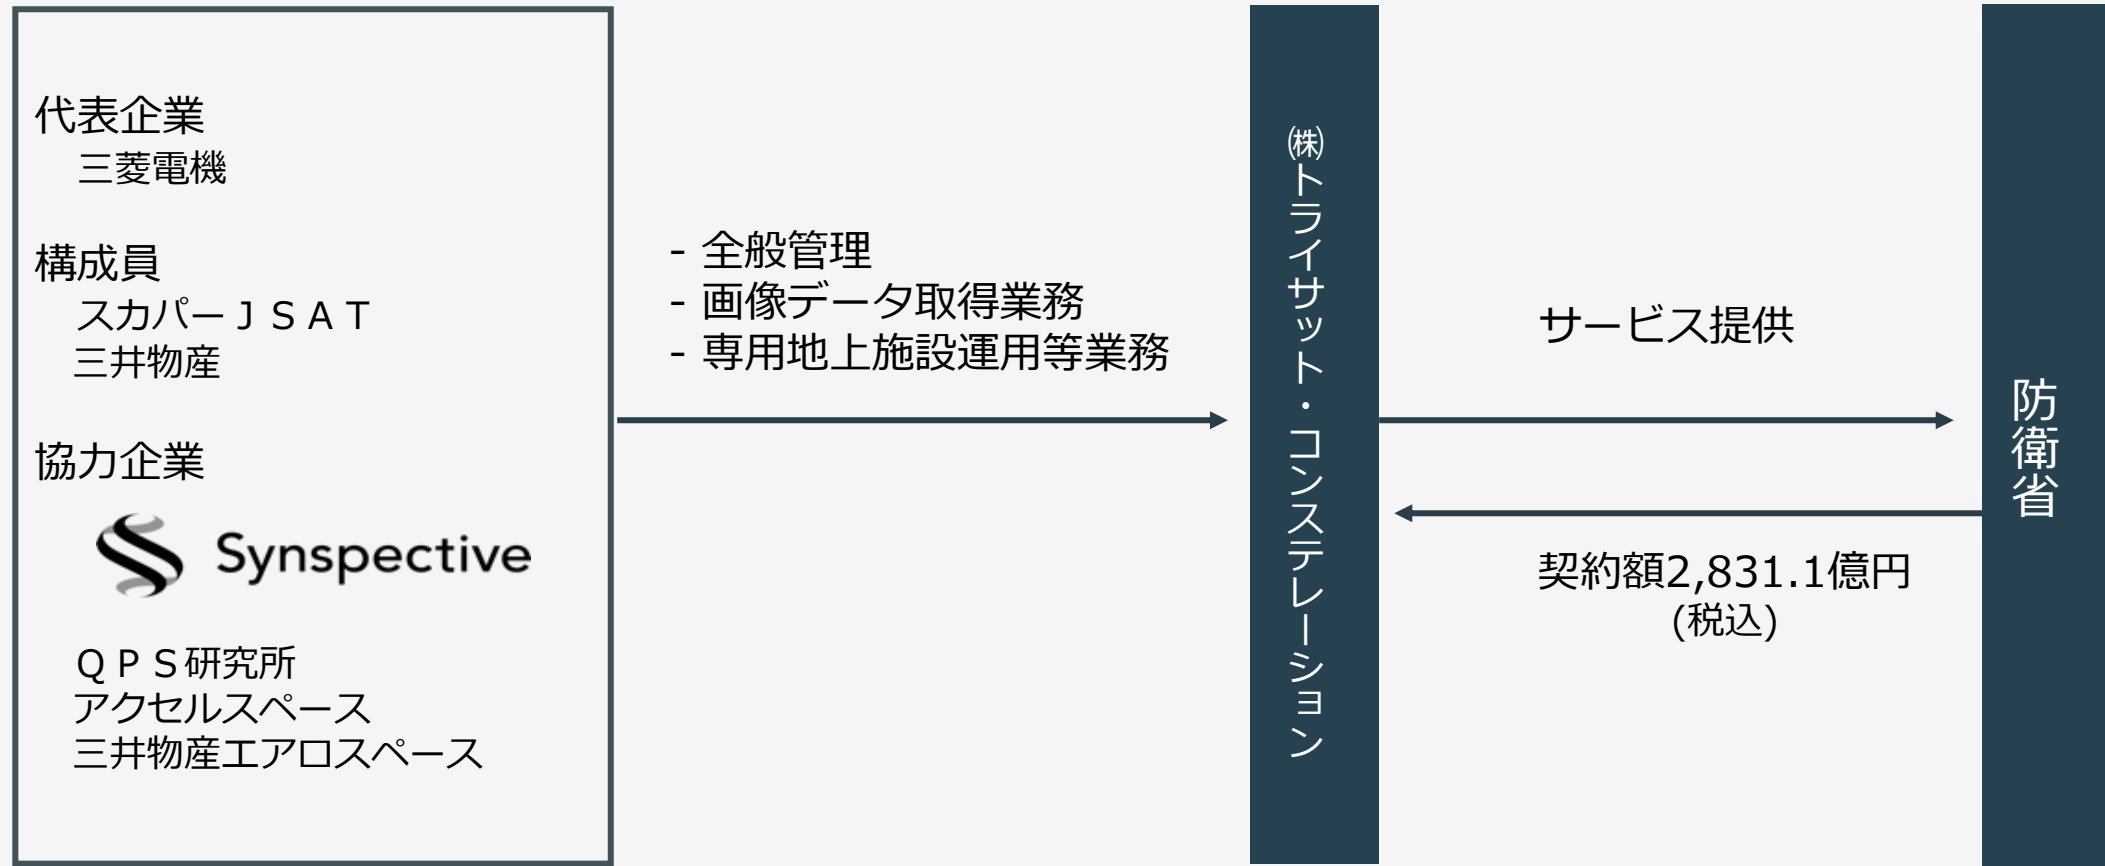 代表企業
三菱電機
構成員
スカパーＪＳＡＴ
三井物産
協力企業
Synspective
ＱＰＳ研究所
アクセルスペース
三井物産エアロスペース
- 全般管理
- 画像データ取得業務
- 専用地上施設運用等業務
㈱トライサット・コンステレーション
サービス提供
契約額2,831.1億円
(税込)
防衛省